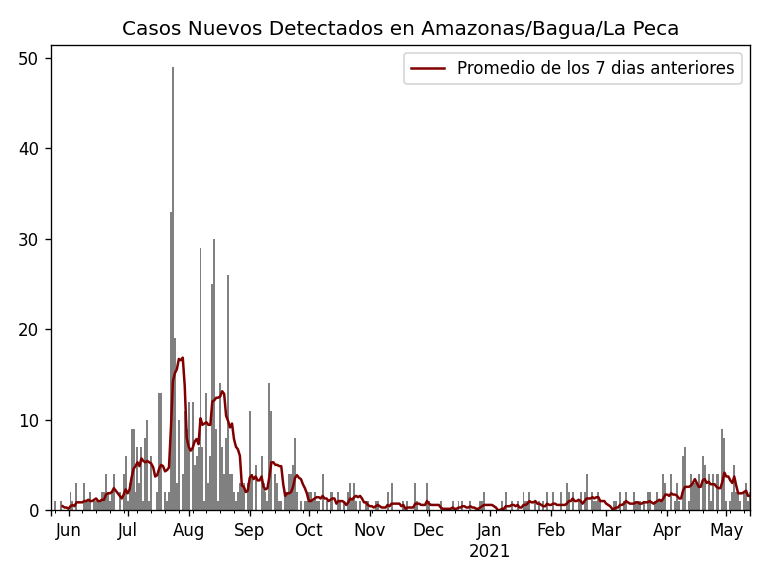 Casos Nuevos Detectados en Amazonas/Bagua/La Peca
Promedio de los 7 dias anteriores
50
40
30
20
10
0
Jun Jul Aug Sep Oct Nov Dec Jan Feb Mar Apr May
2021